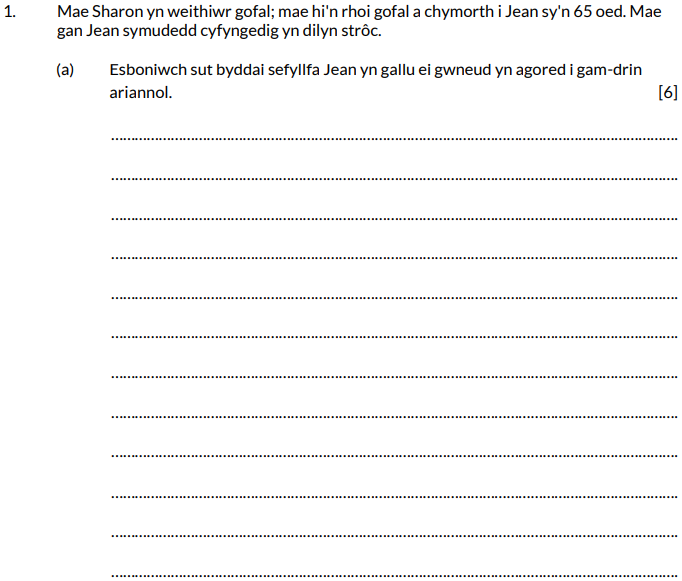 1. Mae Sharon yn weithiwr gofal; mae hi'n rhoi gofal a chymorth i Jean sy'n 65 oed. Mae
gan Jean symudedd cyfyngedig yn dilyn strôc.
(a) Esboniwch sut byddai sefyllfa Jean yn gallu ei gwneud yn agored i gam-drin
ariannol. [6]